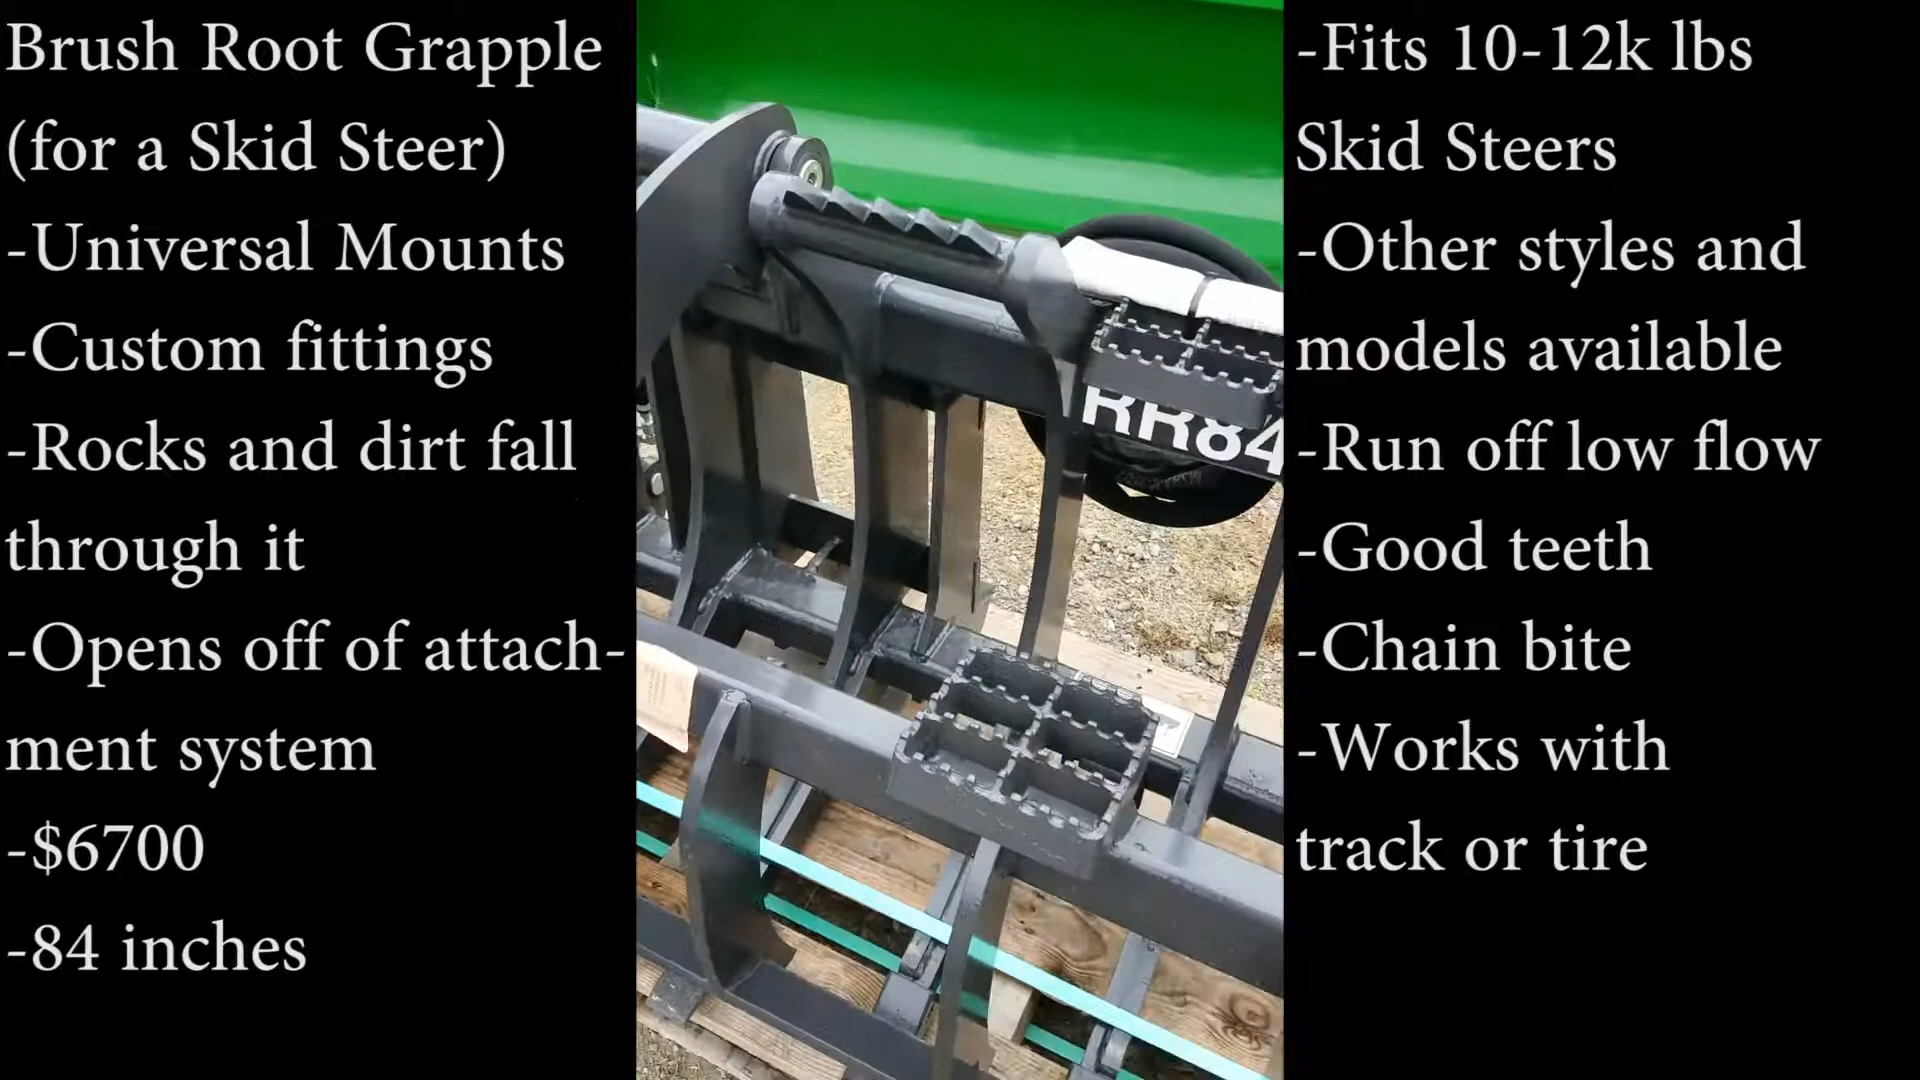 Brush Root Grapple
(for a Skid Steer)
-Universal Mounts
-Custom fittings
-Rocks and dirt fall
through it
-Opens off of attach-
ment system
-$6700
-84 inches
RR84
-Fits 10-12k lbs
Skid Steers
-Other styles and
models available
-Run off low flow
-Good teeth
-Chain bite
-Works with
track or tire